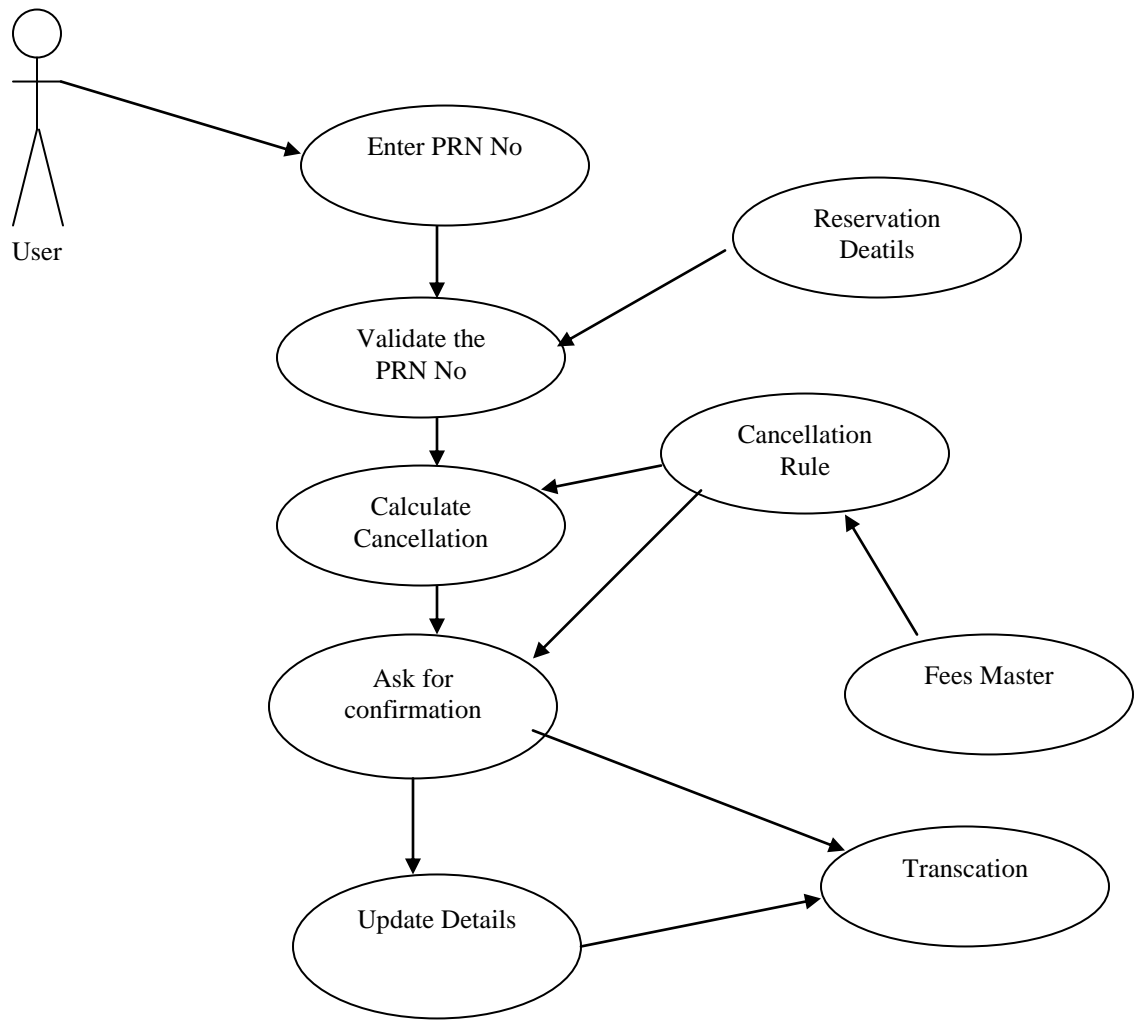 User
Enter PRN No
Reservation
Deatils
Validate the
PRN No
Cancellation
Rule
Calculate
Cancellation
Ask for
confirmation
Fees Master
Transcation
Update Details